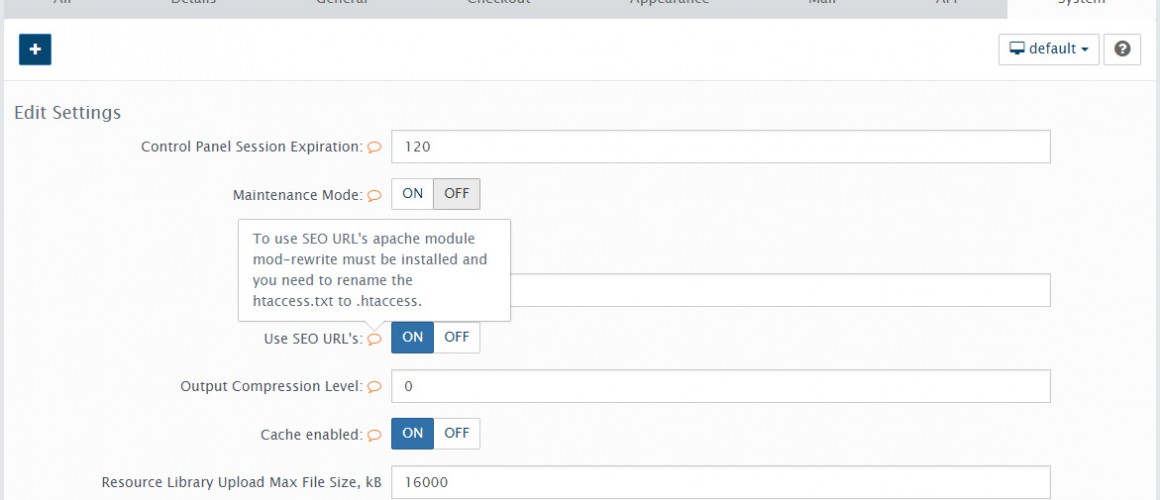 All Details General Checkout Appearance Mail API System
+
default
?
Edit Settings
Control Panel Session Expiration: 120
Maintenance Mode: ON OFF
To use SEO URL's apache module
mod-rewrite must be installed and
you need to rename the
htaccess.txt to .htaccess.
Use SEO URL's: ON OFF
Output Compression Level: 0
Cache enabled: ON OFF
Resource Library Upload Max File Size, kB 16000